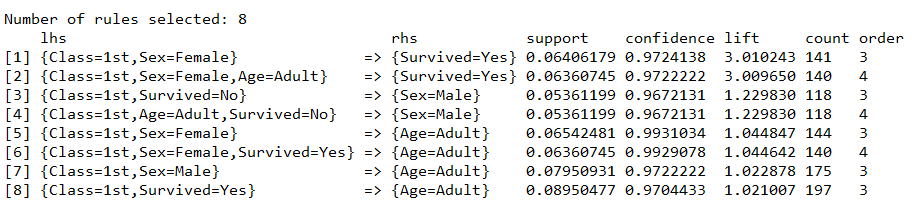 Number of rules selected: 8
lhs rhs support confidence lift count order
[1] {Class=1st,Sex=Female} => {Survived=Yes} 0.06406179 0.9724138 3.010243 141 3
[2] {Class=1st,Sex=Female,Age=Adult} => {Survived=Yes} 0.06360745 0.9722222 3.009650 140 4
[3] {Class=1st,Survived=No} => {Sex=Male} 0.05361199 0.9672131 1.229830 118 3
[4] {Class=1st,Age=Adult,Survived=No} => {Sex=Male} 0.05361199 0.9672131 1.229830 118 4
[5] {Class=1st,Sex=Female} => {Age=Adult} 0.06542481 0.9931034 1.044847 144 3
[6] {Class=1st,Sex=Female,Survived=Yes} => {Age=Adult} 0.06360745 0.9929078 1.044642 140 4
[7] {Class=1st,Sex=Male} => {Age=Adult} 0.07950931 0.9722222 1.022878 175 3
[8] {Class=1st,Survived=Yes} => {Age=Adult} 0.08950477 0.9704433 1.021007 197 3